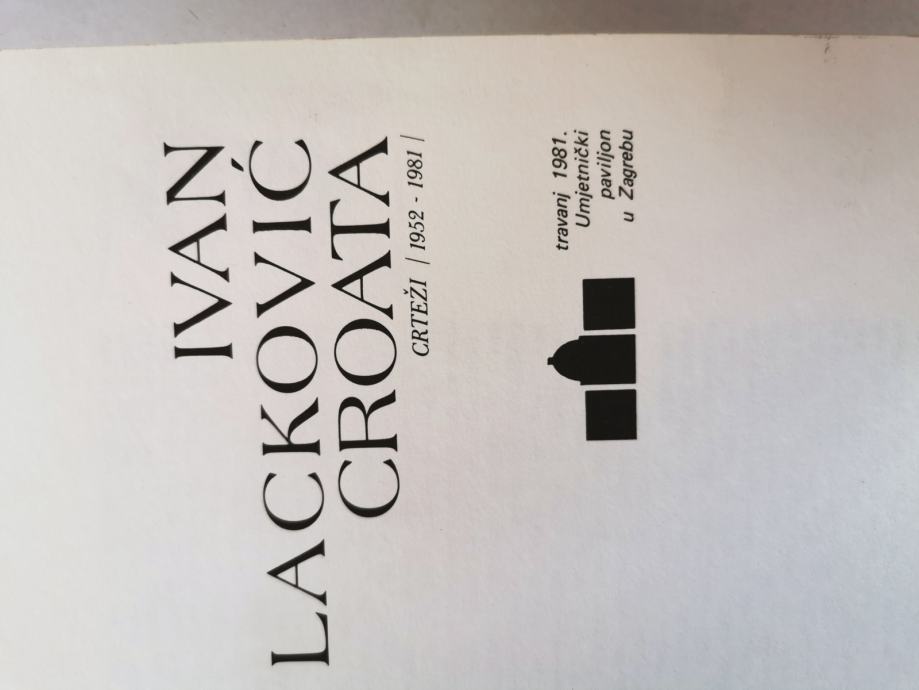 IVAN
LACKOVIĆ
CROATA
CRTEŽI | 1952 - 1981 |
travanj 1981.
Umjetnički
paviljon
u Zagrebu